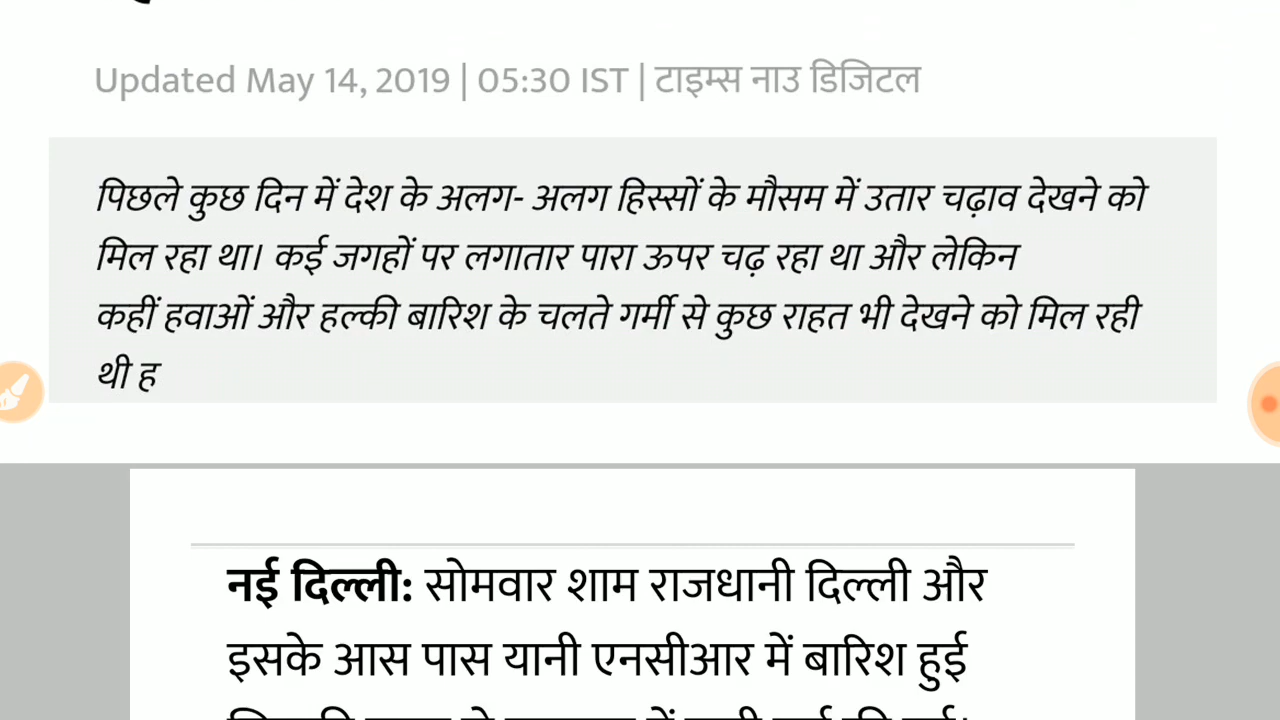 Updated May 14, 2019 | 05:30 IST | टाइम्स नाउ डिजिटल
पिछले कुछ दिन में देश के अलग- अलग हिस्सों के मौसम में उतार चढ़ाव देखने को
मिल रहा था। कई जगहों पर लगातार पारा ऊपर चढ़ रहा था और लेकिन
कहीं हवाओं और हल्की बारिश के चलते गर्मी से कुछ राहत भी देखने को मिल रही
थी ह
नई दिल्ली: सोमवार शाम राजधानी दिल्ली और
इसके आस पास यानी एनसीआर में बारिश हुई